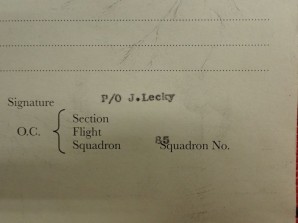 Signature P/O J.Lecky
Section
O.C. Flight
Squadron 85 Squadron No.